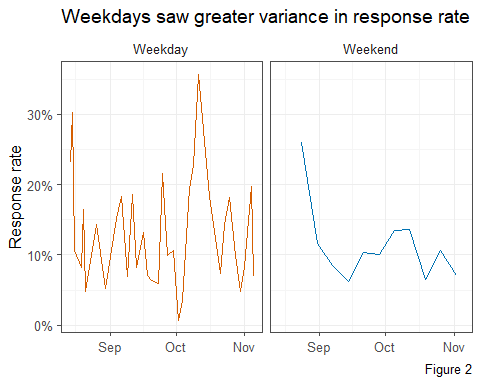 Weekdays saw greater variance in response rate
Weekday
Weekend
Response rate
30%
20%
10%
0%
Sep
Oct
Nov
Sep
Oct
Nov
Figure 2